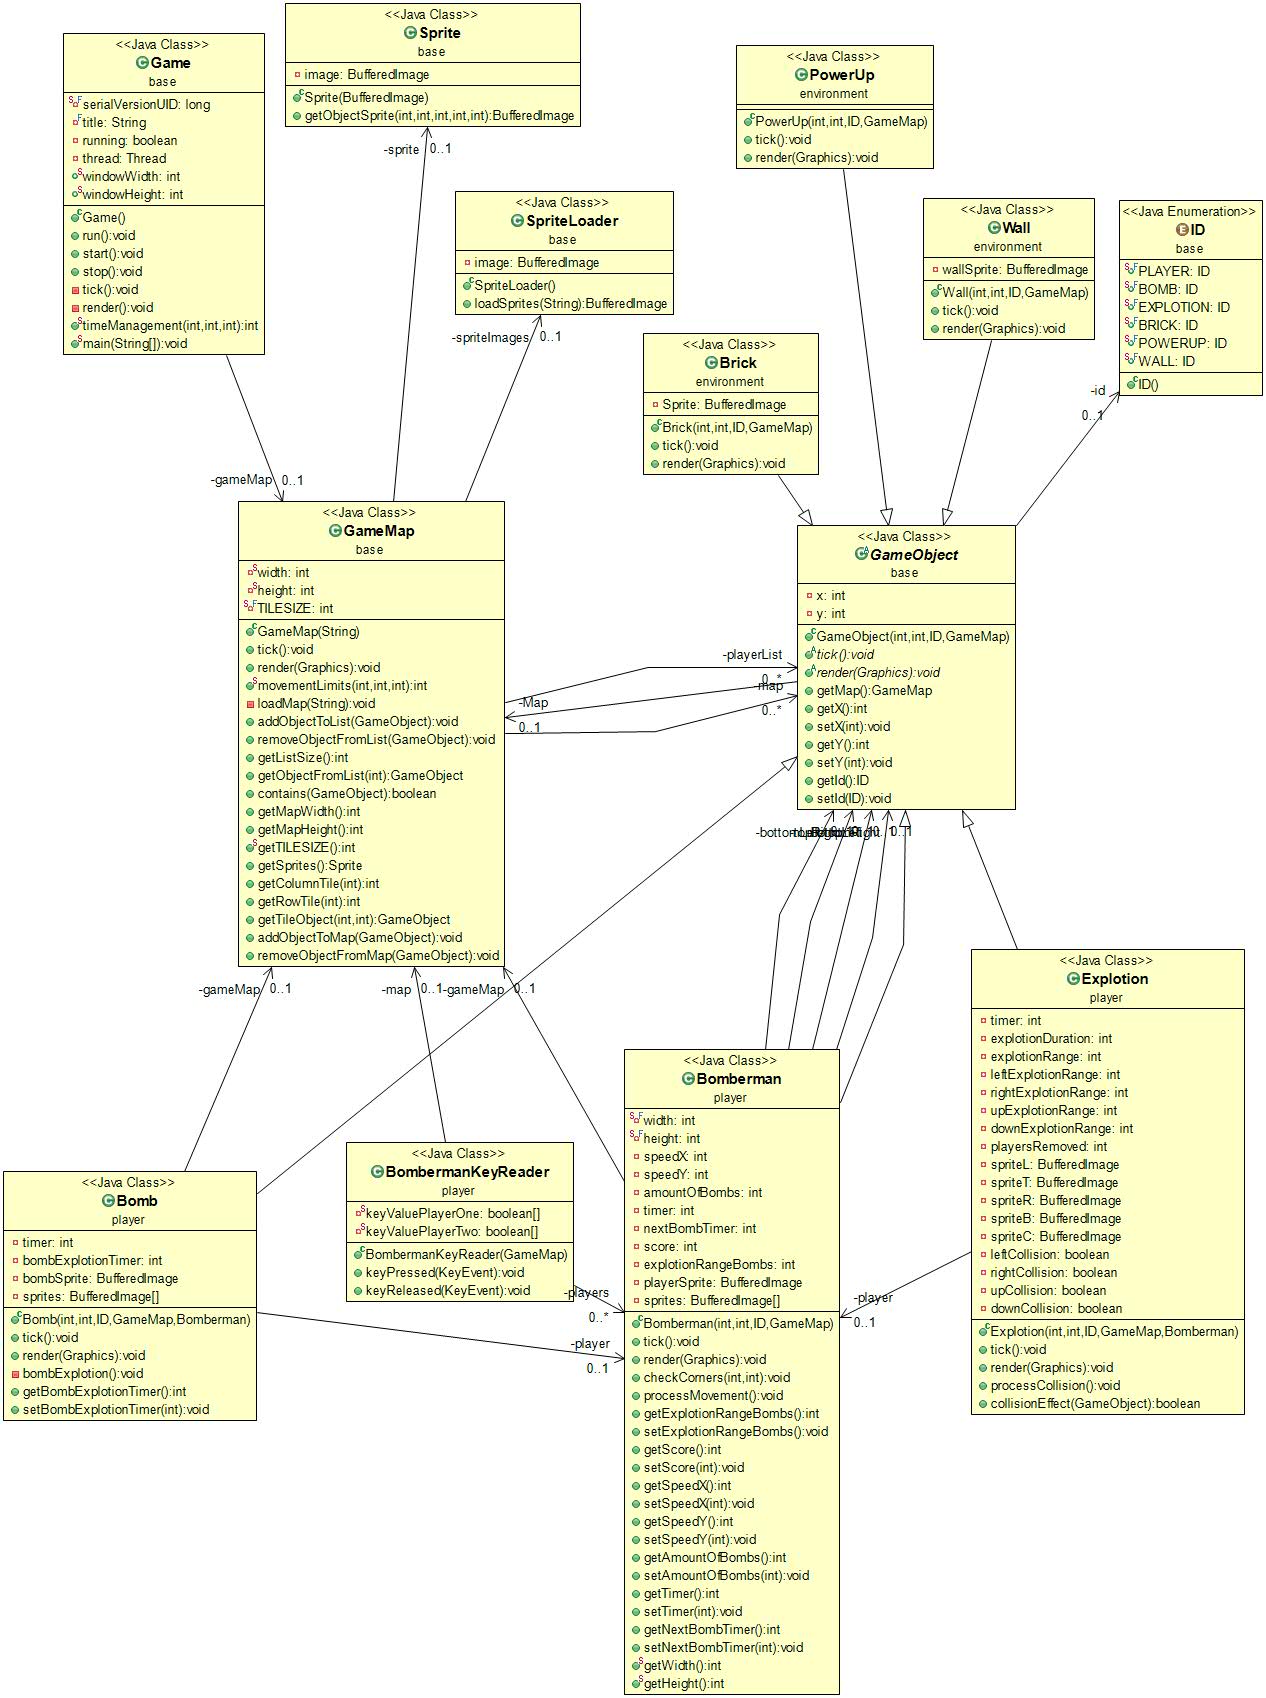 <<Java Class>>
Game
base
serialVersionUID: long
title: String
running: boolean
thread: Thread
windowWidth: int
windowHeight: int
Game()
run():void
start():void
stop():void
tick():void
render():void
timeManagement(int,int,int):int
main(String[]):void
<<Java Class>>
Sprite
base
image: BufferedImage
Sprite(BufferedImage)
getObjectSprite(int,int,int,int,int):BufferedImage
-sprite
0..1
<<Java Class>>
SpriteLoader
base
image: BufferedImage
SpriteLoader()
loadSprites(String):BufferedImage
-spriteImages
0..1
<<Java Class>>
PowerUp
environment
PowerUp(int,int,ID,GameMap)
tick():void
render(Graphics):void
<<Java Class>>
Wall
environment
wallSprite: BufferedImage
Wall(int,int,ID,GameMap)
tick():void
render(Graphics):void
<<Java Enumeration>>
ID
base
PLAYER: ID
BOMB: ID
EXPLOTION: ID
BRICK: ID
POWERUP: ID
WALL: ID
ID()
-id
0..1
<<Java Class>>
Brick
environment
Sprite: BufferedImage
Brick(int,int,ID,GameMap)
tick():void
render(Graphics):void
-gameMap
0..1
<<Java Class>>
GameMap
base
width: int
height: int
TILESIZE: int
GameMap(String)
tick():void
render(Graphics):void
movementLimits(int,int,int):int
loadMap(String):void
addObjectToList(GameObject):void
removeObjectFromList(GameObject):void
getListSize():int
getObjectFromList(int):GameObject
contains(GameObject):boolean
getMapWidth():int
getMapHeight():int
getTILESIZE():int
getSprites():Sprite
getColumnTile(int):int
getRowTile(int):int
getTileObject(int,int):GameObject
addObjectToMap(GameObject):void
removeObjectFromMap(GameObject):void
<<Java Class>>
GameObject
base
x: int
y: int
GameObject(int,int,ID,GameMap)
tick():void
render(Graphics):void
getMap():GameMap
getX():int
setX(int):void
getY():int
setY(int):void
getId():ID
setId(ID):void
-playerList
0..*
-map
0..*
-Map
0..1
0..1
-gameMap
0..1
-map
0..1
-gameMap
0..1
<<Java Class>>
Explotion
player
timer: int
explotionDuration: int
explotionRange: int
leftExplotionRange: int
rightExplotionRange: int
upExplotionRange: int
downExplotionRange: int
playersRemoved: int
spriteL: BufferedImage
spriteT: BufferedImage
spriteR: BufferedImage
spriteB: BufferedImage
spriteC: BufferedImage
leftCollision: boolean
rightCollision: boolean
upCollision: boolean
downCollision: boolean
Explotion(int,int,ID,GameMap,Bomberman)
tick():void
render(Graphics):void
processCollision():void
collisionEffect(GameObject):boolean
<<Java Class>>
Bomberman
player
width: int
height: int
speedX: int
speedY: int
amountOfBombs: int
timer: int
nextBombTimer: int
score: int
explotionRangeBombs: int
playerSprite: BufferedImage
sprites: BufferedImage[]
Bomberman(int,int,ID,GameMap)
tick():void
render(Graphics):void
checkCorners(int,int):void
processMovement():void
getExplotionRangeBombs():int
setExplotionRangeBombs():void
getScore():int
setScore(int):void
getSpeedX():int
setSpeedX(int):void
getSpeedY():int
setSpeedY(int):void
getAmountOfBombs():int
setAmountOfBombs(int):void
getTimer():int
setTimer(int):void
getNextBombTimer():int
setNextBombTimer(int):void
getWidth():int
getHeight():int
<<Java Class>>
BombermanKeyReader
player
keyValuePlayerOne: boolean[]
keyValuePlayerTwo: boolean[]
BombermanKeyReader(GameMap)
keyPressed(KeyEvent):void
keyReleased(KeyEvent):void
-players
0..*
<<Java Class>>
Bomb
player
timer: int
bombExplotionTimer: int
bombSprite: BufferedImage
sprites: BufferedImage[]
Bomb(int,int,ID,GameMap,Bomberman)
tick():void
render(Graphics):void
bombExplotion():void
getBombExplotionTimer():int
setBombExplotionTimer(int):void
-player
0..1
-player
0..1